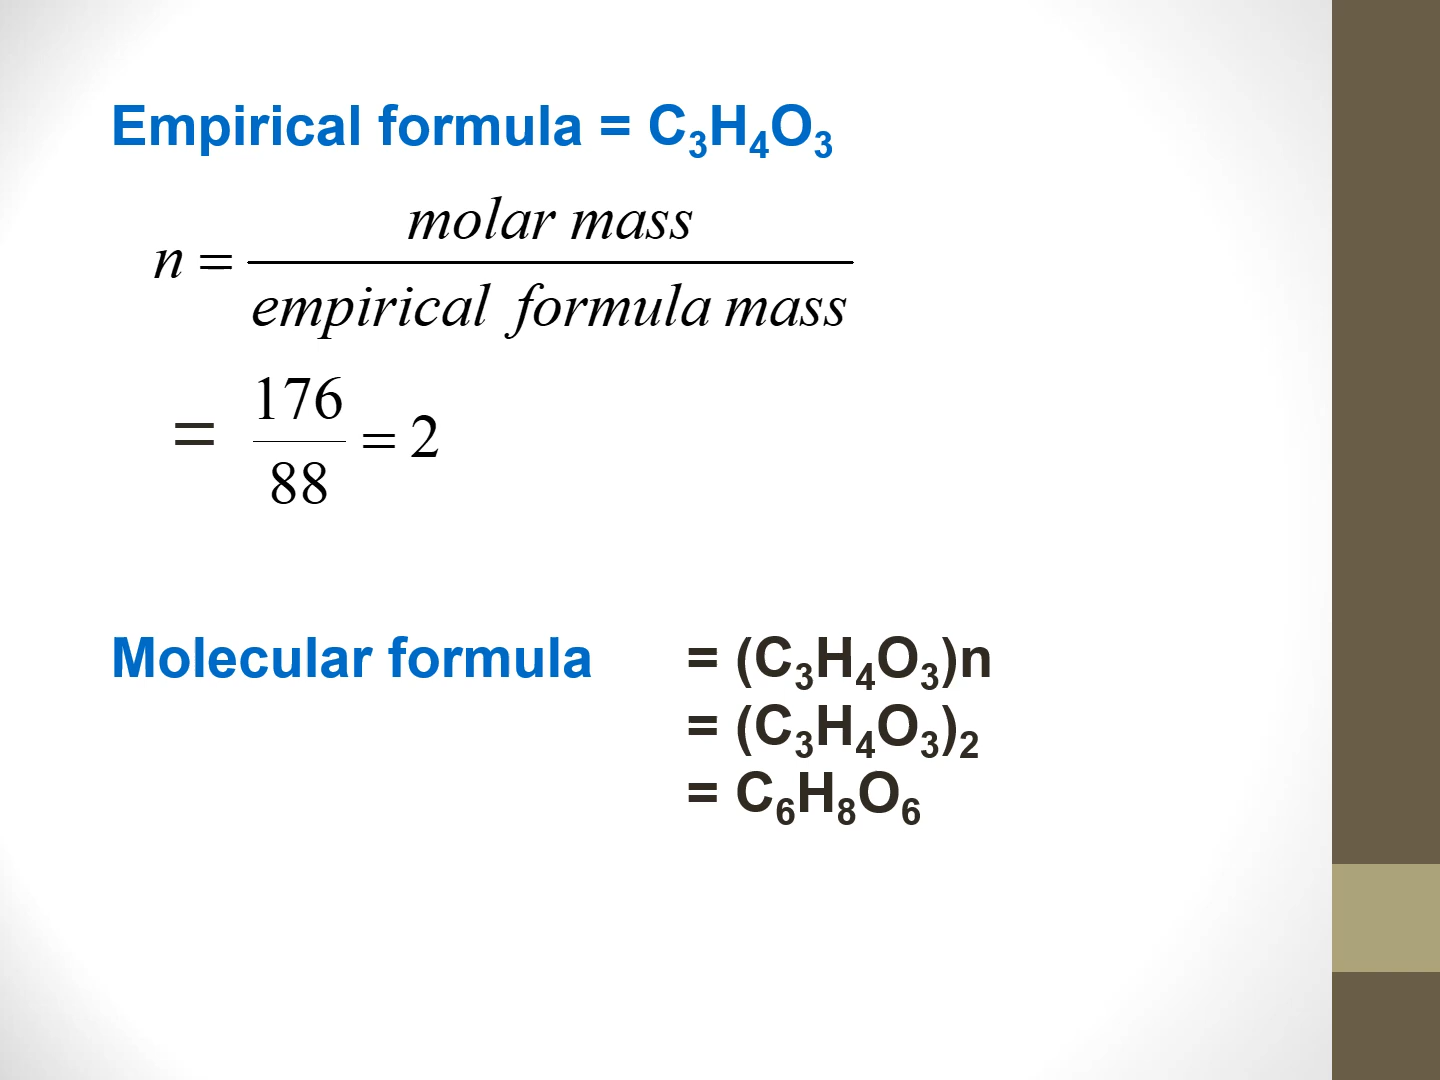 Empirical formula = C₃H₄O₃
n = molar mass / empirical formula mass
= 176 / 88 = 2
Molecular formula = (C₃H₄O₃)n
= (C₃H₄O₃)₂
= C₆H₈O₆